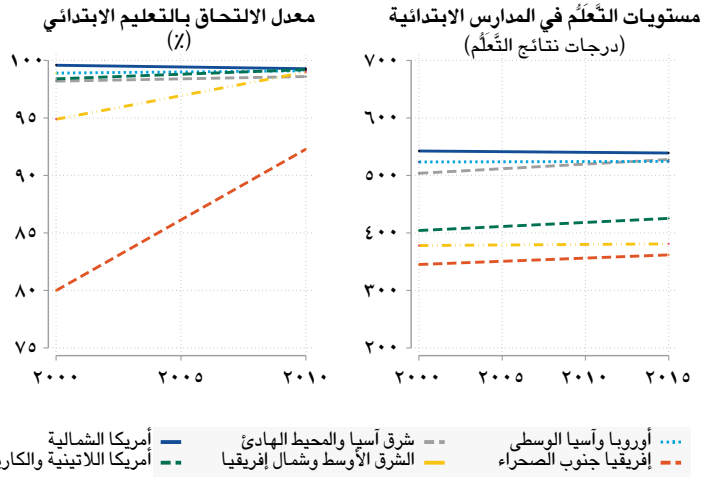 مستويات التَّعَلُّم في المدارس الابتدائية
(درجات نتائج التَّعَلُّم)
٧٠٠
٦٠٠
٥٠٠
٤٠٠
٣٠٠
٢٠٠
٢٠٠٠ ٢٠٠٥ ٢٠١٠ ٢٠١٥
معدل الالتحاق بالتعليم الابتدائي
(٪)
١٠٠
٩٥
٩٠
٨٥
٨٠
٧٥
٢٠٠٠ ٢٠٠٥ ٢٠١٠
أوروبا وآسيا الوسطى شرق آسيا والمحيط الهادئ أمريكا الشمالية
إفريقيا جنوب الصحراء الشرق الأوسط وشمال إفريقيا أمريكا اللاتينية